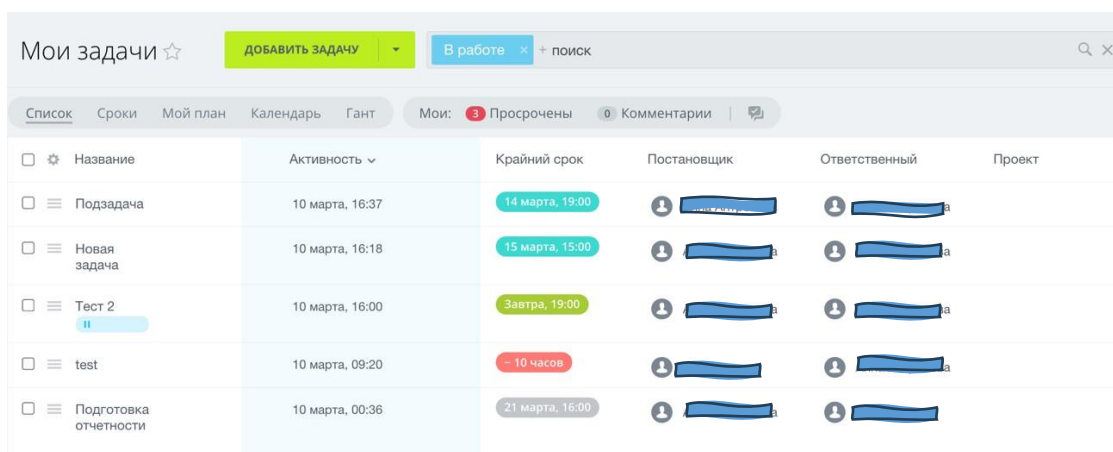 Мои задачи
ДОБАВИТЬ ЗАДАЧУ
В работе × + поиск
Список Сроки Мой план Календарь Гант Мои: 3 Просрочены 0 Комментарии
Название Активность Крайний срок Постановщик Ответственный Проект
Подзадача 10 марта, 16:37 14 марта, 19:00
Новая 10 марта, 16:18 15 марта, 15:00
задача
Тест 2 10 марта, 16:00 Завтра, 19:00
test 10 марта, 09:20 − 10 часов
Подготовка 10 марта, 00:36 21 марта, 16:00
отчетности